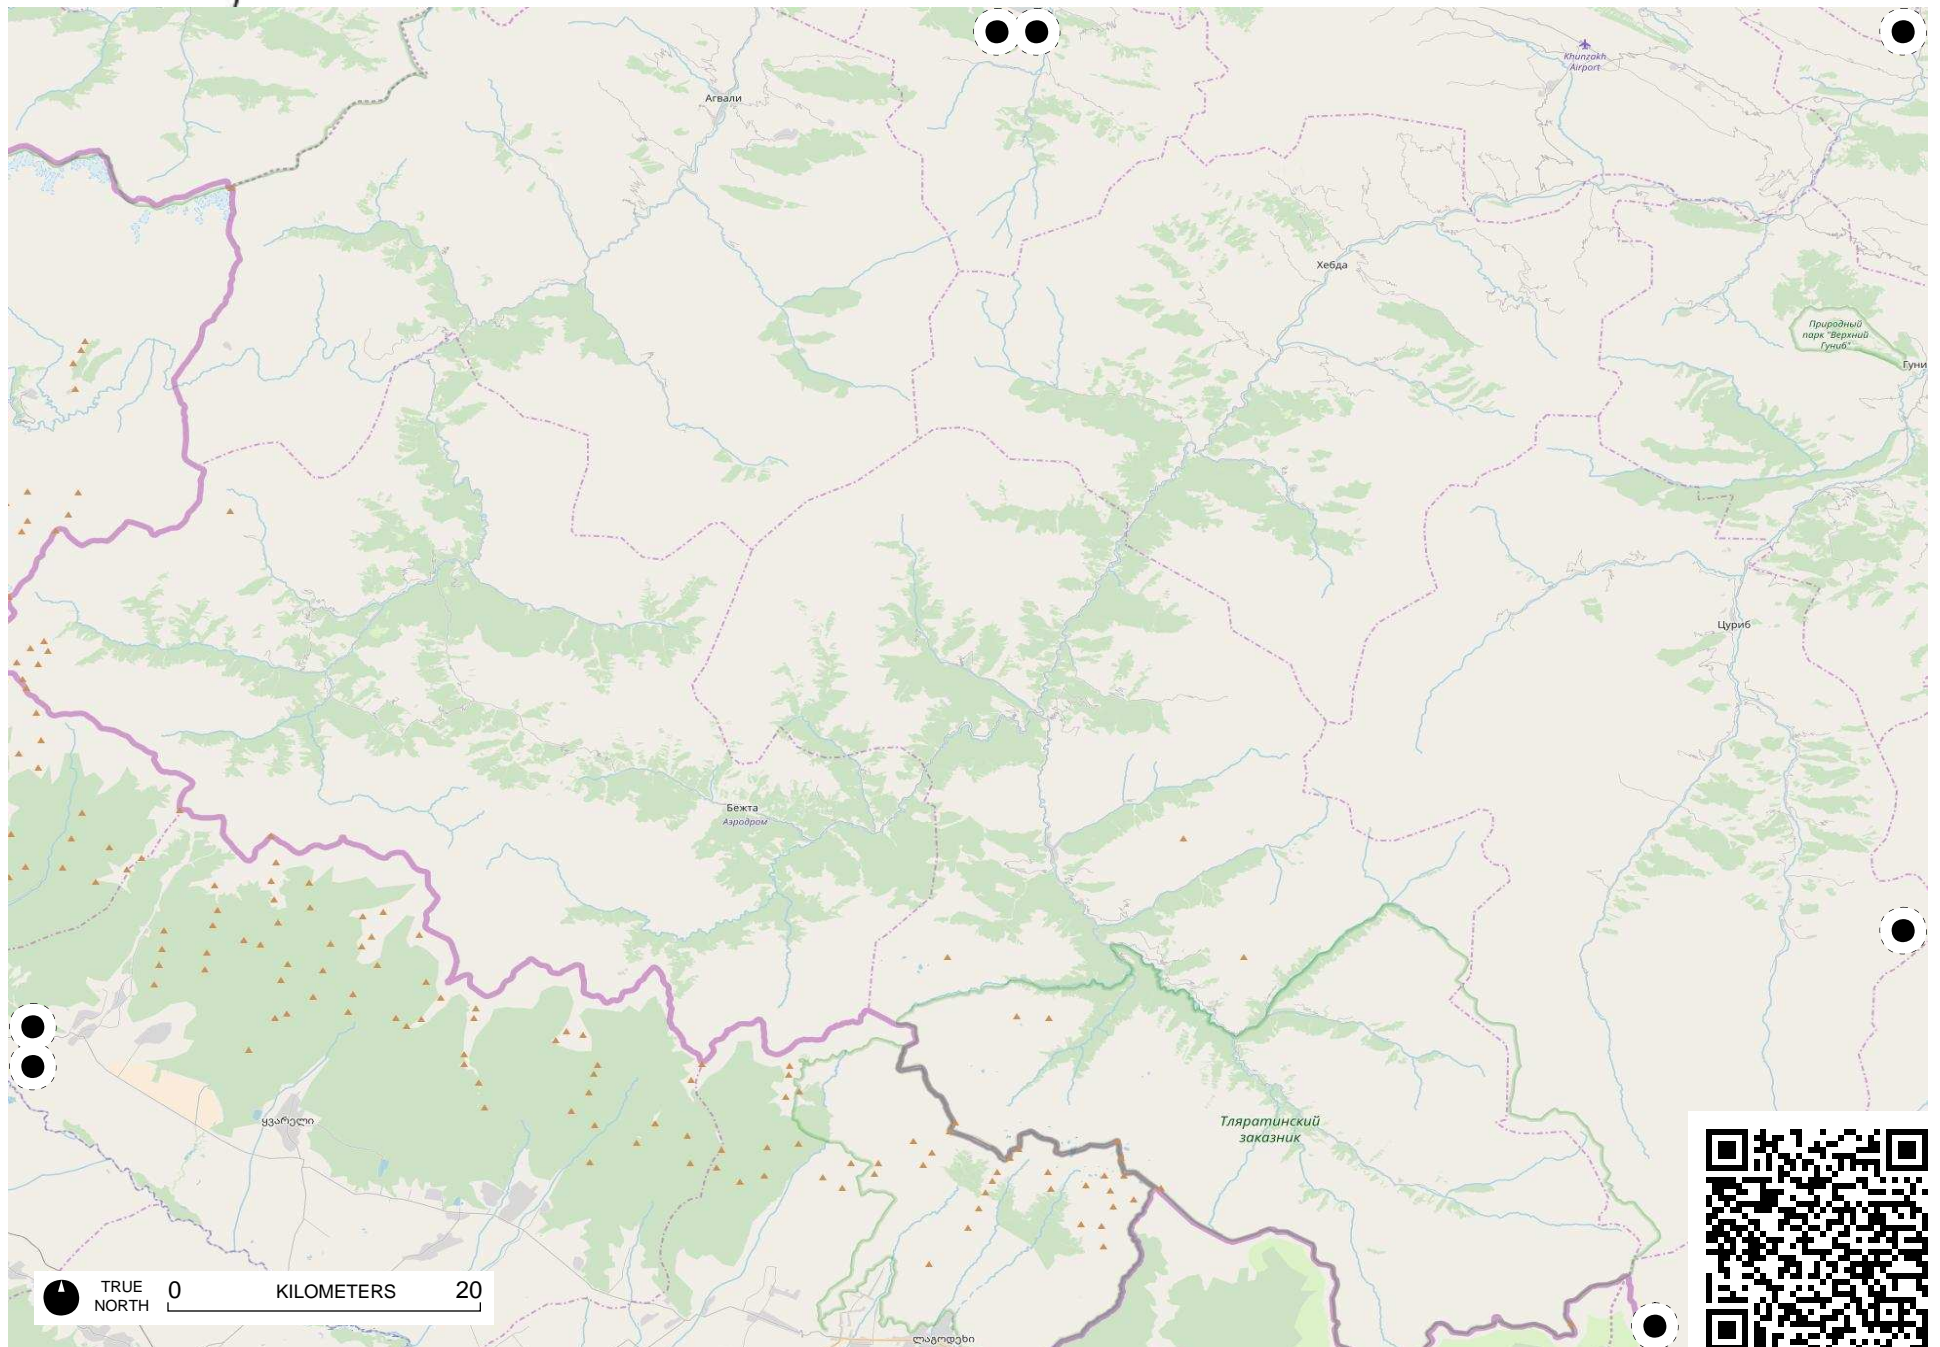 Khunzakh
Airport
Агвали
Хебда
Природный
парк "Верхний
Гуниб"
Гуни
Цуриб
Бежта
Аэродром
Тляратинский
заказник
ყვარელი
ლაგოდეხი
TRUE
NORTH
0 KILOMETERS 20